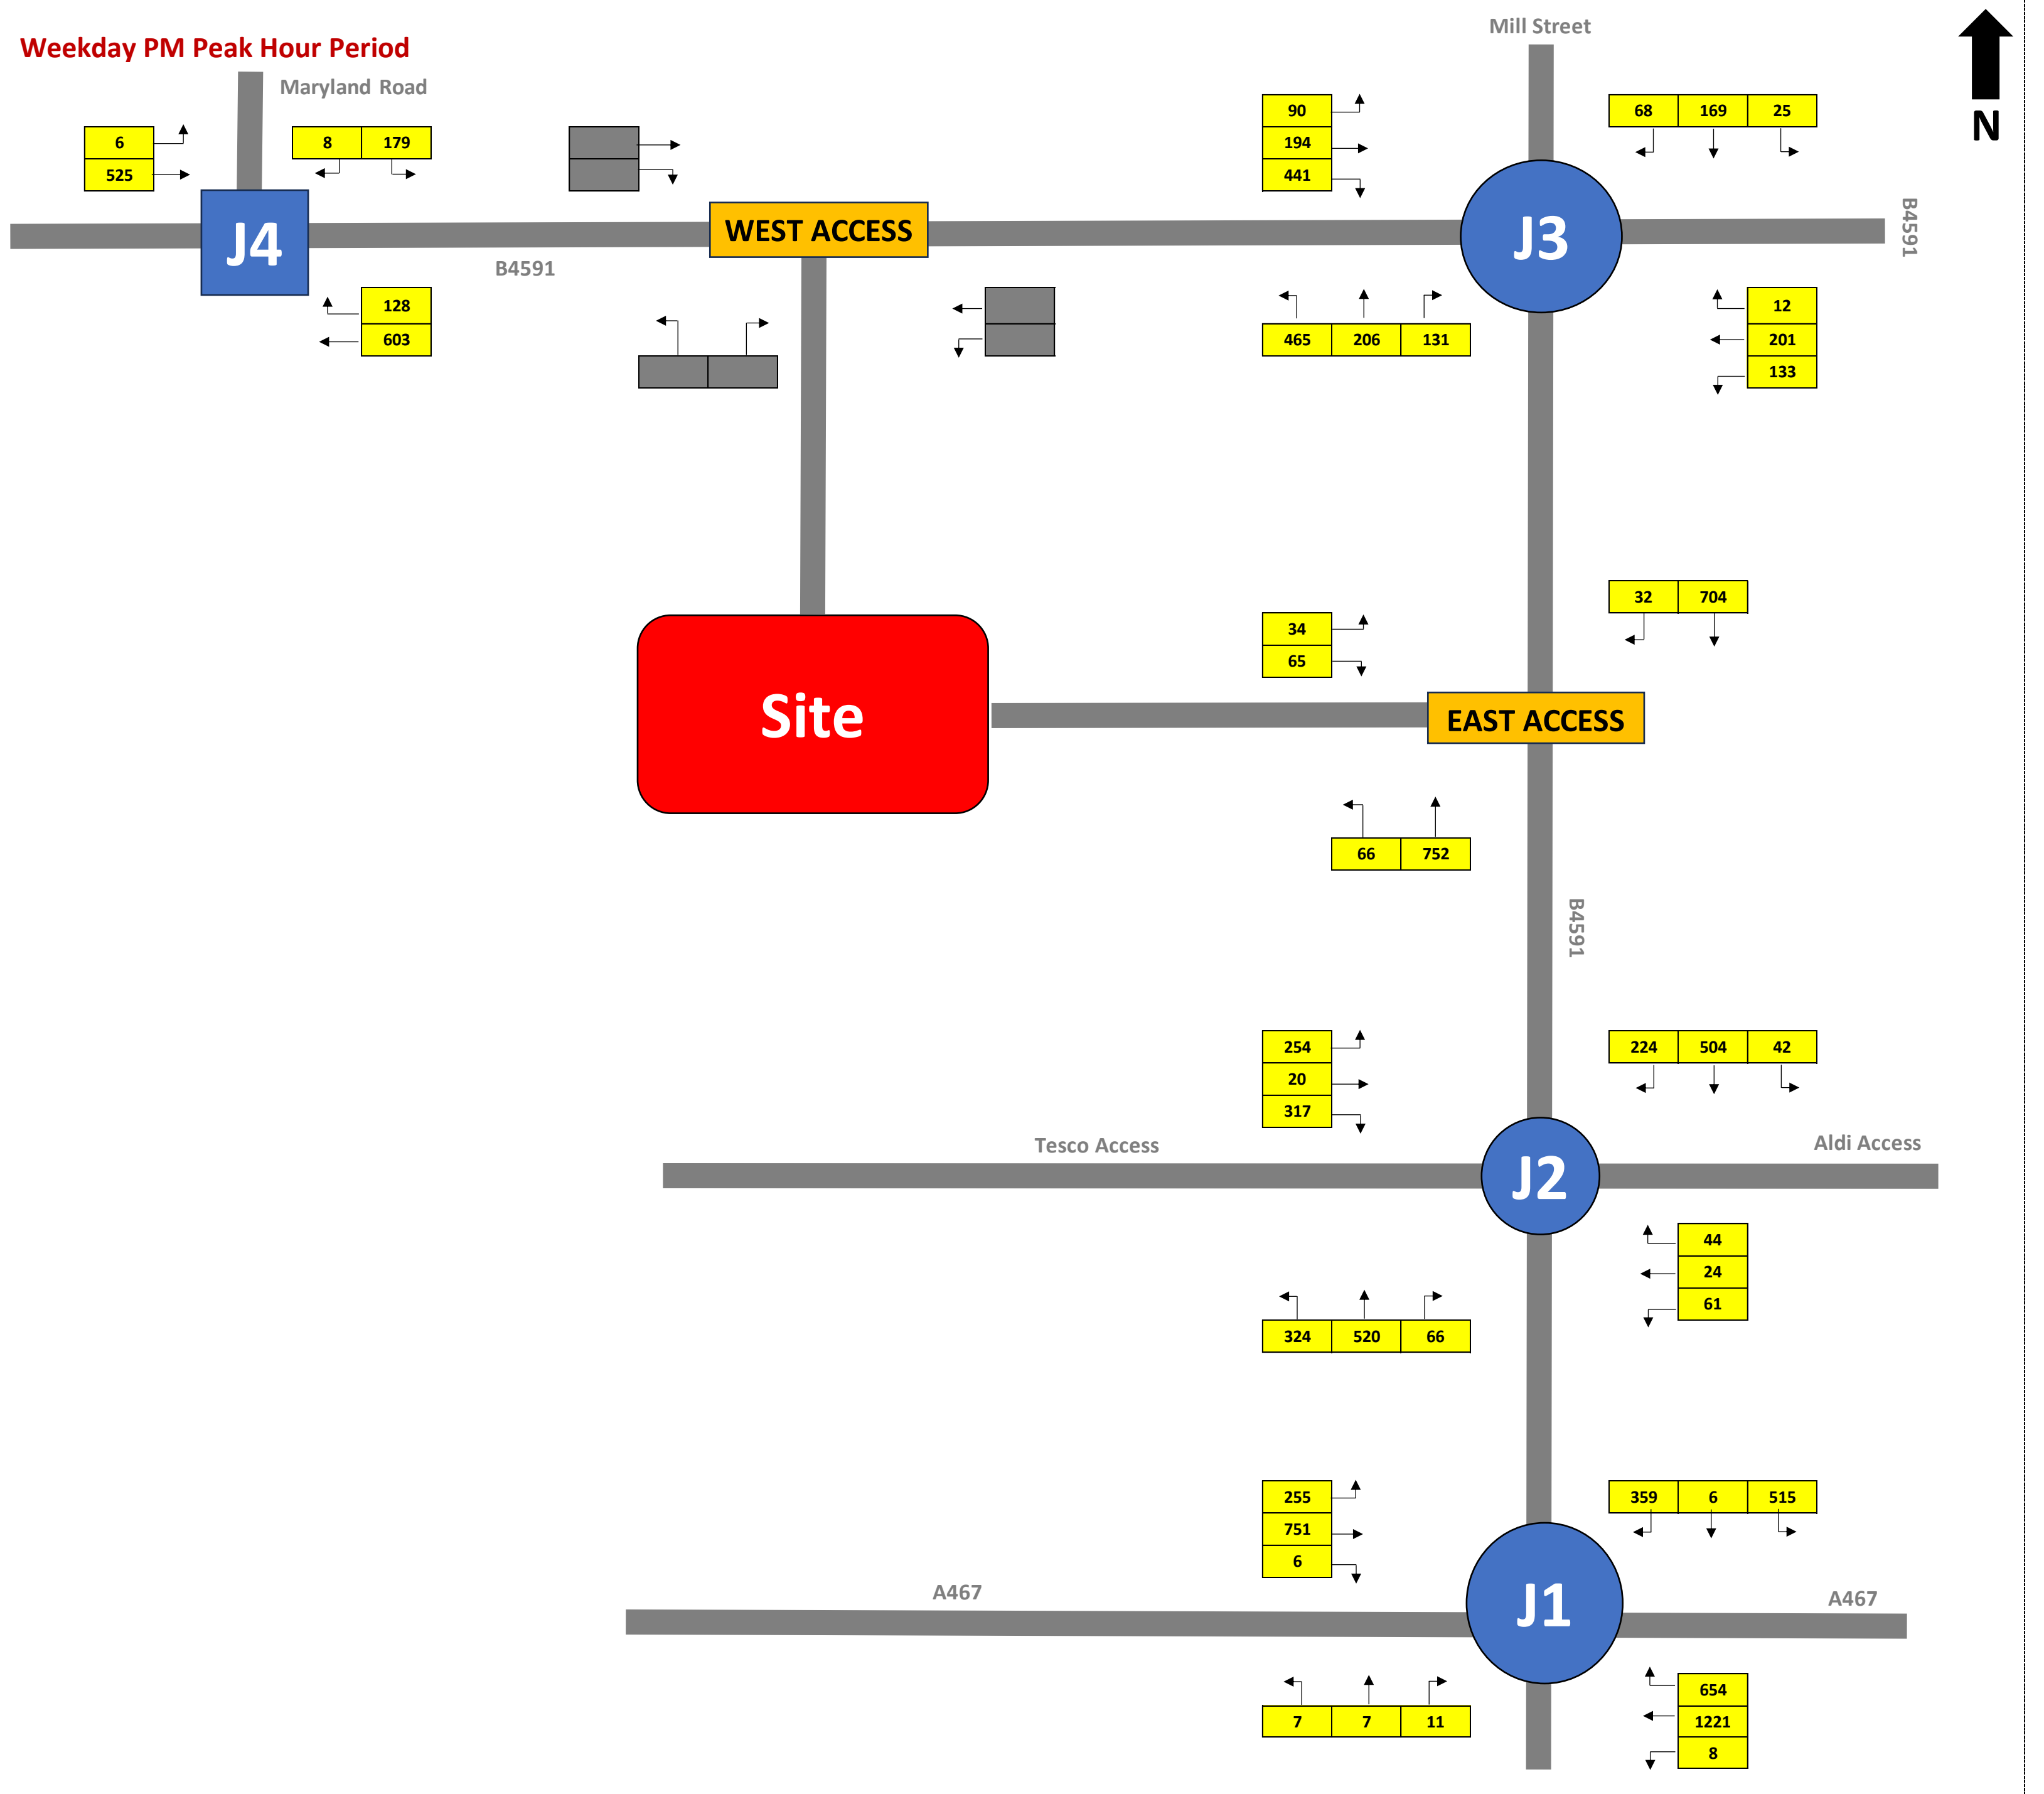 Mill Street
Weekday PM Peak Hour Period
Maryland Road
N
6
525
8 179
90
194
441
68 169 25
J4
WEST ACCESS
J3
B4591
B4591
128
603
465 206 131
12
201
133
32 704
34
65
Site
EAST ACCESS
66 752
B4591
254
20
317
224 504 42
Tesco Access
Aldi Access
J2
44
24
61
324 520 66
255
751
6
359 6 515
A467
A467
J1
7 7 11
654
1221
8